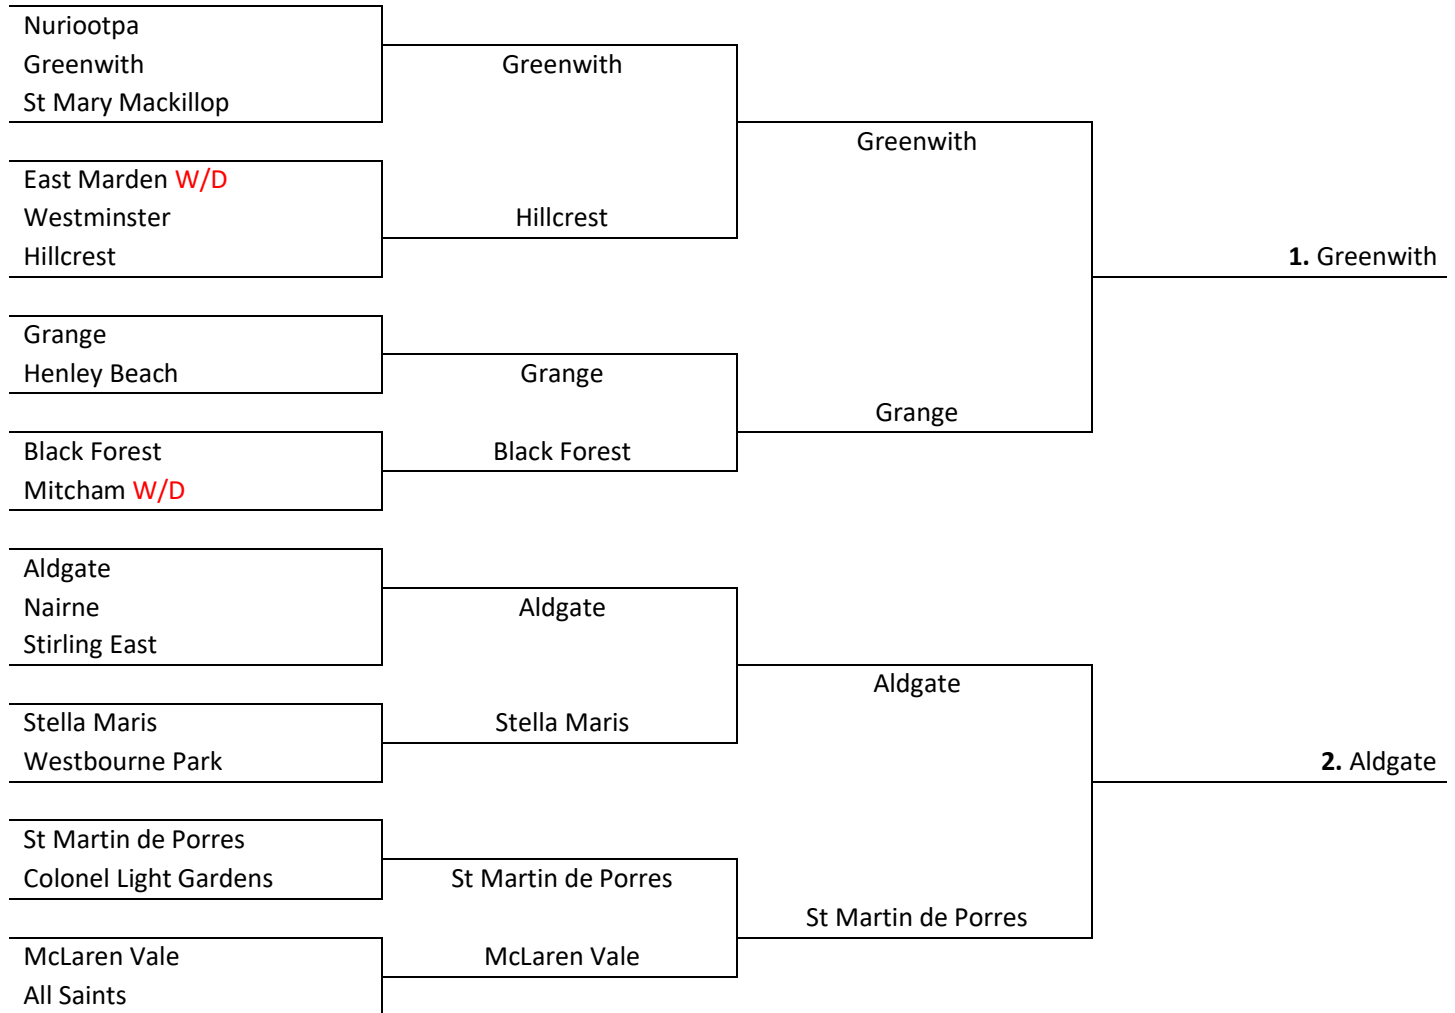 Nuriootpa
Greenwith
St Mary Mackillop
East Marden W/D
Westminster
Hillcrest
Grange
Henley Beach
Black Forest
Mitcham W/D
Aldgate
Nairne
Stirling East
Stella Maris
Westbourne Park
St Martin de Porres
Colonel Light Gardens
McLaren Vale
All Saints
Greenwith
Hillcrest
Grange
Black Forest
Aldgate
Stella Maris
St Martin de Porres
McLaren Vale
Greenwith
Grange
Aldgate
St Martin de Porres
1. Greenwith
2. Aldgate